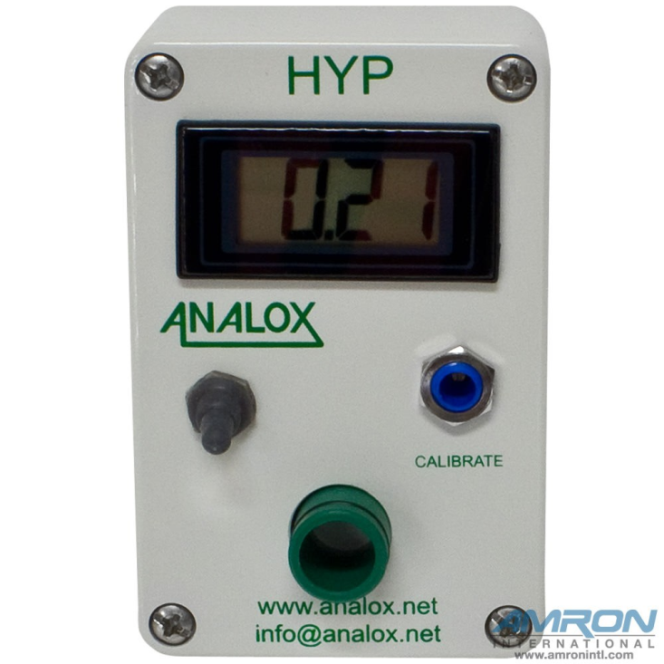 HYP
0.21
ANALOX
CALIBRATE
www.analox.net
info@analox.net
AMRON
INTERNATIONAL
www.amronintl.com